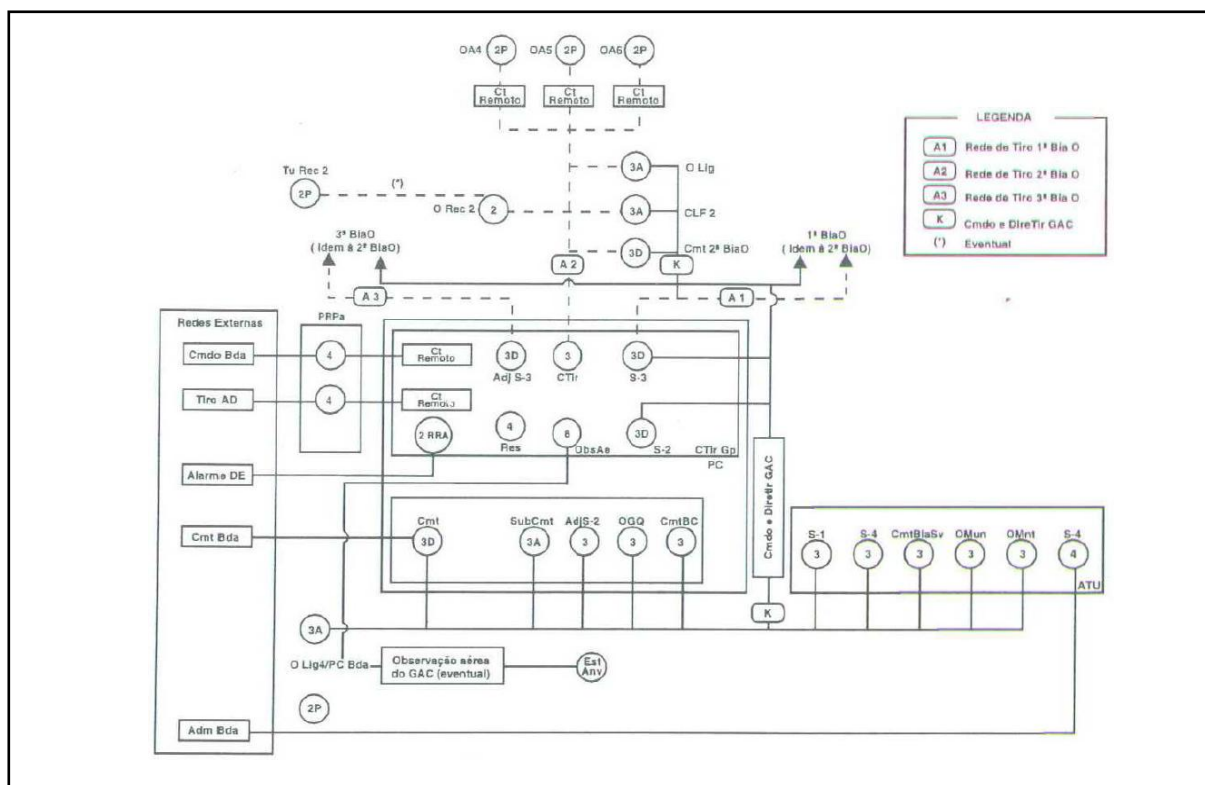 OA4 2P OA5 2P OA6 2P
Ct Remoto
Ct Remoto
Ct Remoto
LEGENDA
A1 Rede de Tiro 1ª Bia O
A2 Rede de Tiro 2ª Bia O
A3 Rede de Tiro 3ª Bia O
K Cmdo e DireTir GAC
(*) Eventual
3A O Lig
Tu Rec 2
2P
(*)
O Rec 2 2
3A CLF 2
3ª BiaO
(Idem à 2ª BiaO)
1ª BiaO
(Idem à 2ª BiaO)
3D Cmt 2ª BiaO
A 2
K
A 3
A 1
Redes Externas
PRPa
Cmdo Bda
4
Ct Remoto
3D
Adj S-3
3
CTir
3D
S-3
Tiro AD
4
Ct Remoto
2 RRA
4
Res
6
ObsAe
3D
S-2
CTir Gp
PC
Alarme DE
Cmdo e Diretir GAC
Cmt Bda
Cmt
3D
SubCmt
3A
AdjS-2
3
OGQ
3
CmtBC
3
S-1
3
S-4
3
CmtBiaSv
3
OMun
3
OMnt
3
S-4
4
ATU
K
3A
O Lig4/PC Bda
Observação aérea
do GAC (eventual)
Est
Anv
2P
Adm Bda